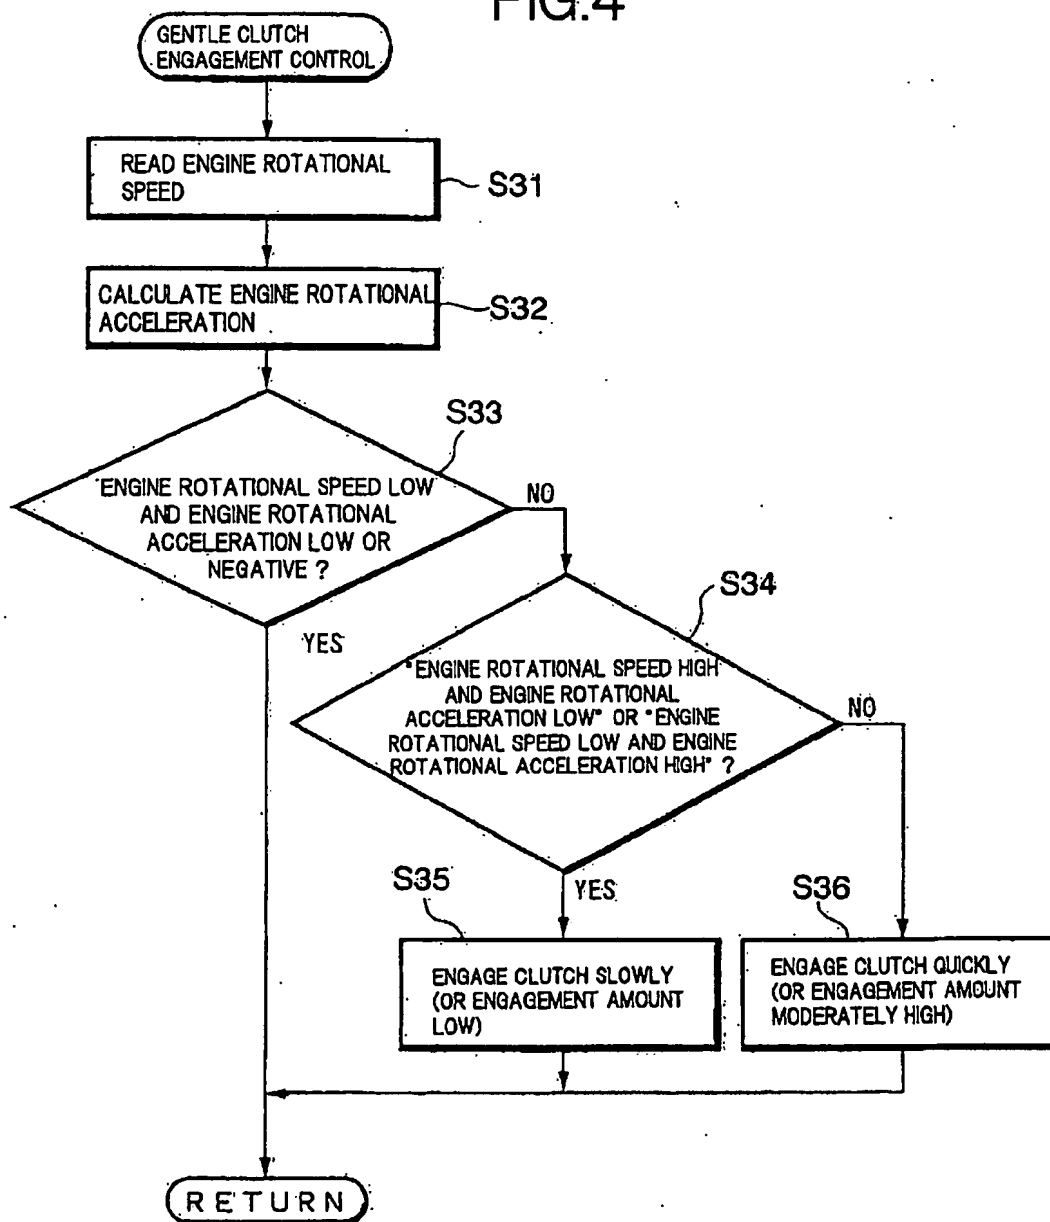 FIG.4
GENTLE CLUTCH
ENGAGEMENT CONTROL
READ ENGINE ROTATIONAL
SPEED
S31
CALCULATE ENGINE ROTATIONAL
ACCELERATION
S32
S33
ENGINE ROTATIONAL SPEED LOW
AND ENGINE ROTATIONAL
ACCELERATION LOW OR
NEGATIVE ?
NO
YES
S34
"ENGINE ROTATIONAL SPEED HIGH
AND ENGINE ROTATIONAL
ACCELERATION LOW" OR "ENGINE
ROTATIONAL SPEED LOW AND ENGINE
ROTATIONAL ACCELERATION HIGH" ?
NO
YES
S35
ENGAGE CLUTCH SLOWLY
(OR ENGAGEMENT AMOUNT
LOW)
S36
ENGAGE CLUTCH QUICKLY
(OR ENGAGEMENT AMOUNT
MODERATELY HIGH)
RETURN